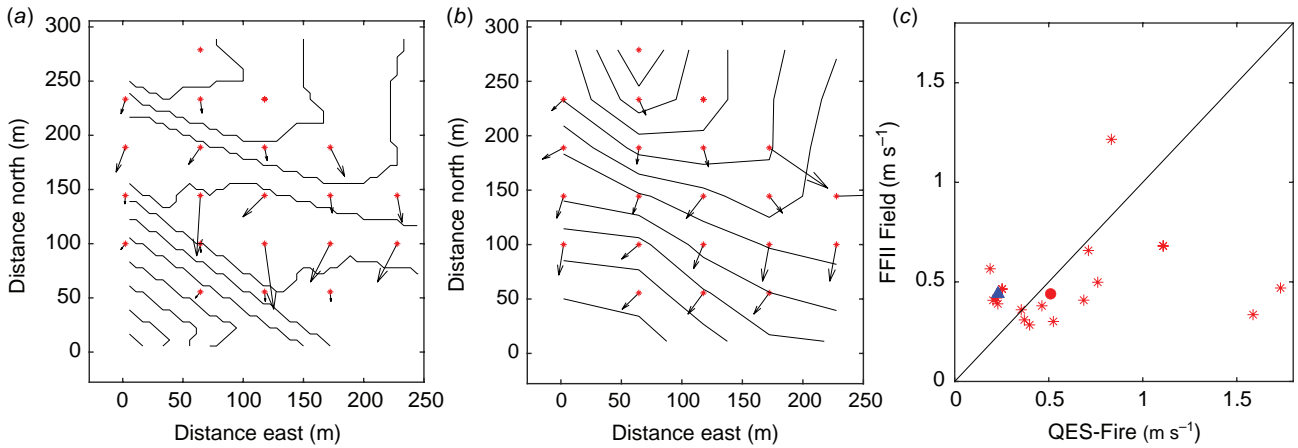 (a)
300
250
200
150
100
50
0
Distance north (m)
0 50 100 150 200 250
Distance east (m)
(b)
300
250
200
150
100
50
0
Distance north (m)
0 50 100 150 200 250
Distance east (m)
(c)
1.5
1
0.5
0
FFII Field (m s−1)
0 0.5 1 1.5
QES-Fire (m s−1)